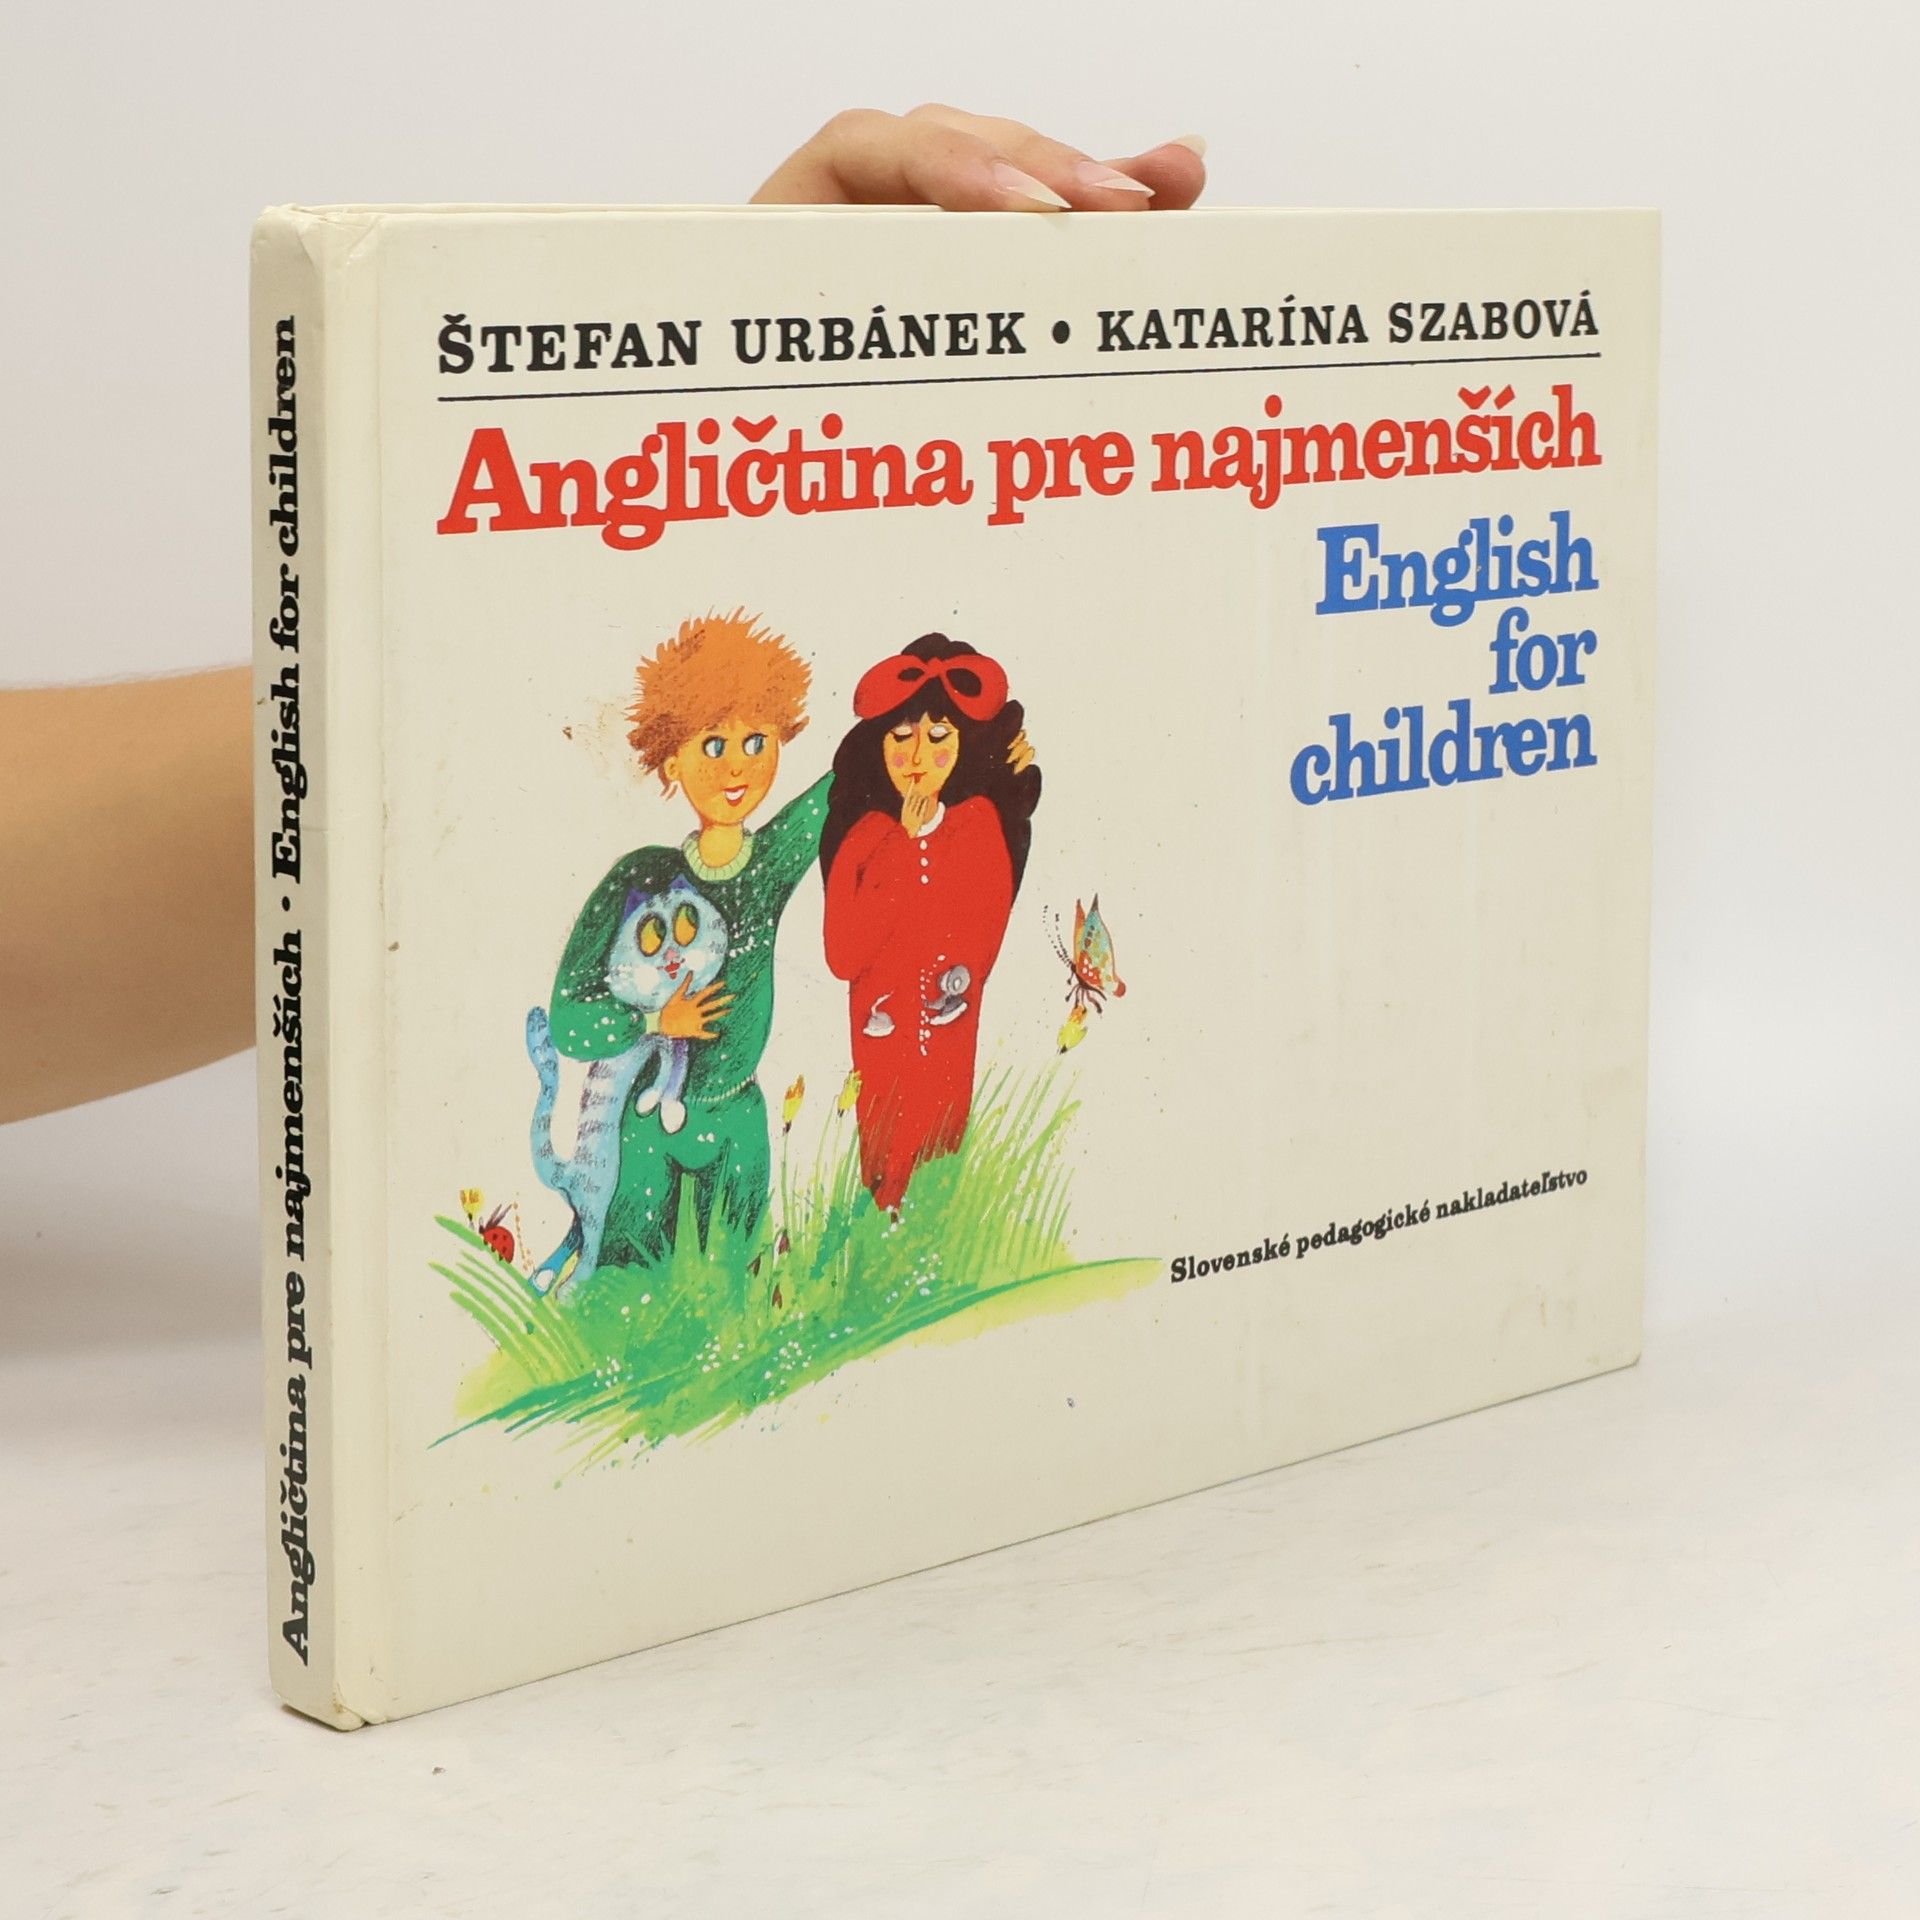 ŠTEFAN URBÁNEK • KATARÍNA SZABOVÁ
Angličtina pre najmenších
English
for
children
Slovenské pedagogické nakladateľstvo
Angličtina pre najmenších • English for children